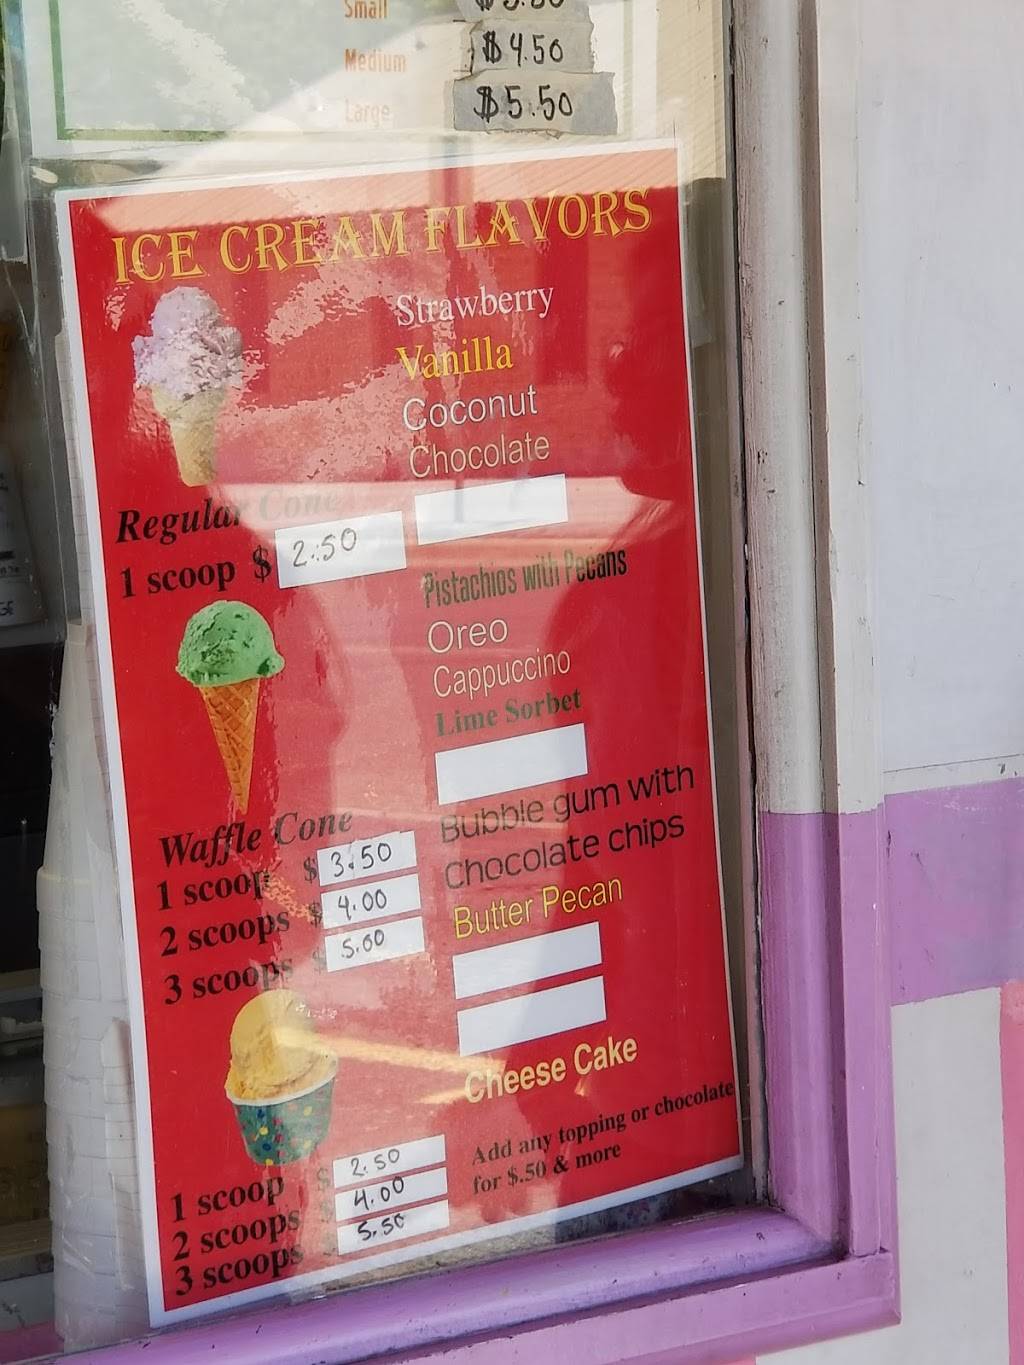 Small
Medium $4.50
Large $5.50
ICE CREAM FLAVORS
Strawberry
Vanilla
Coconut
Chocolate
Regular Cone
1 scoop $ 2.50
Pistachios with Pecans
Oreo
Cappuccino
Lime Sorbet
Bubble gum with
Chocolate chips
Butter Pecan
Cheese Cake
Waffle Cone
1 scoop $ 3.50
2 scoops $ 4.00
3 scoops $ 5.00
1 scoop $ 2.50
2 scoops $ 4.00
3 scoops 5.50
Add any topping or chocolate
for $.50 & more